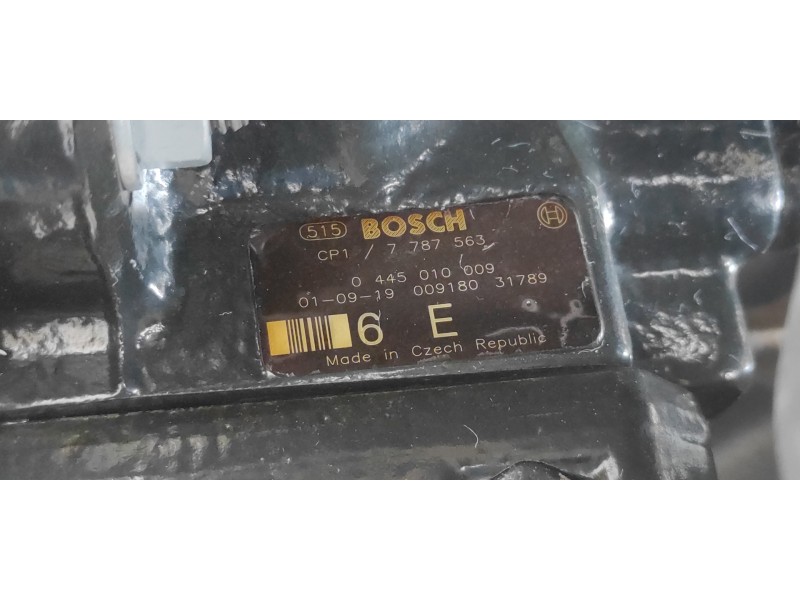 515 BOSCH
CP1 / 7 787 563
0 445 010 009
01-09-19 009180 31789
6 E
Made in Czech Republic